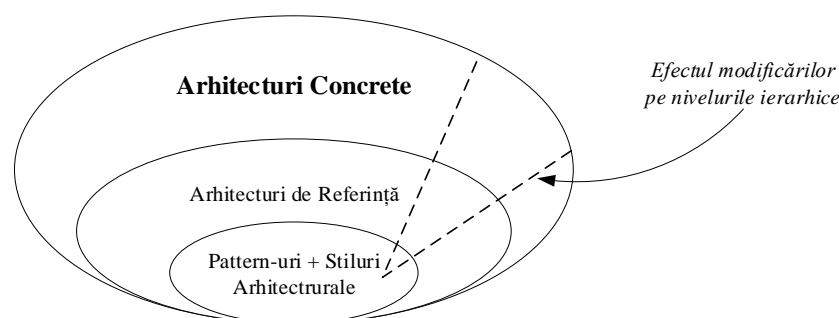 Arhitecturi Concrete
Efectul modificărilor
pe nivelurile ierarhice
Arhitecturi de Referință
Pattern-uri + Stiluri
Arhitectrurale